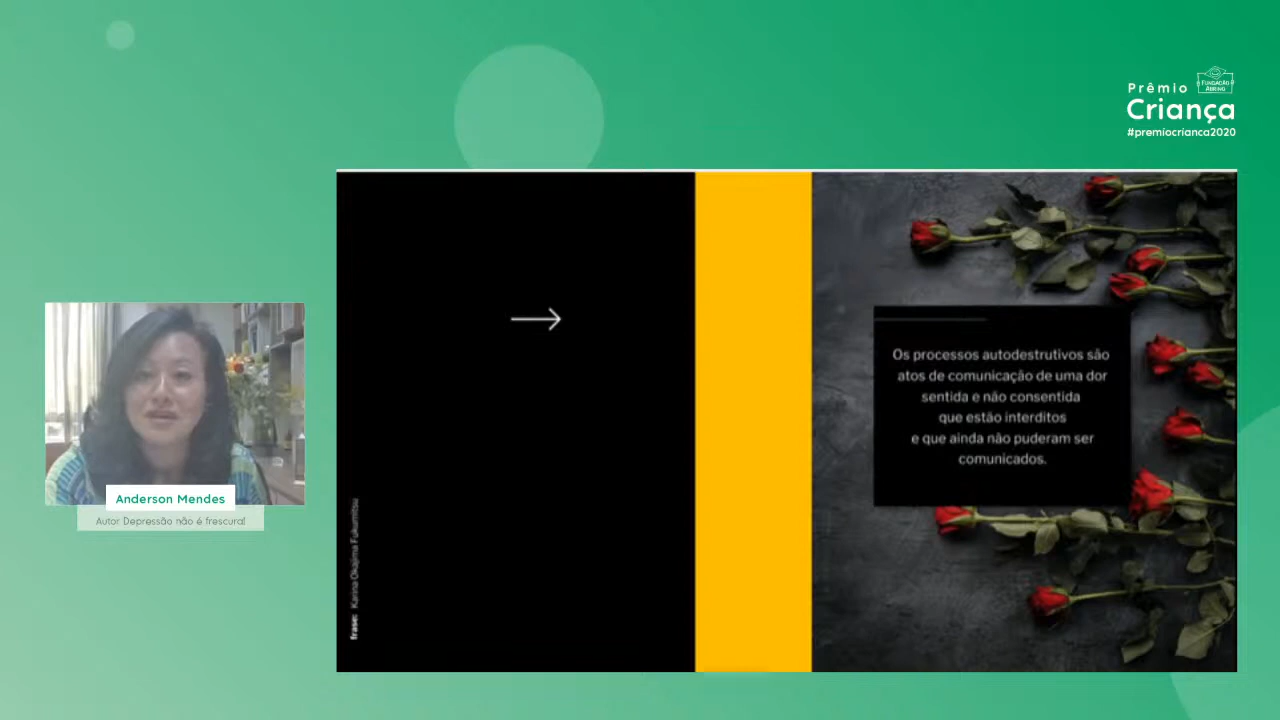 Prêmio
FUNDAÇÃO
ABRINQ
Criança
#premiocrianca2020
Os processos autodestrutivos são
atos de comunicação de uma dor
sentida e não consentida
que estão interditos
e que ainda não puderam ser
comunicados.
frase: Karina Okajima Fukumitsu
Anderson Mendes
Autor Depressão não é frescura!